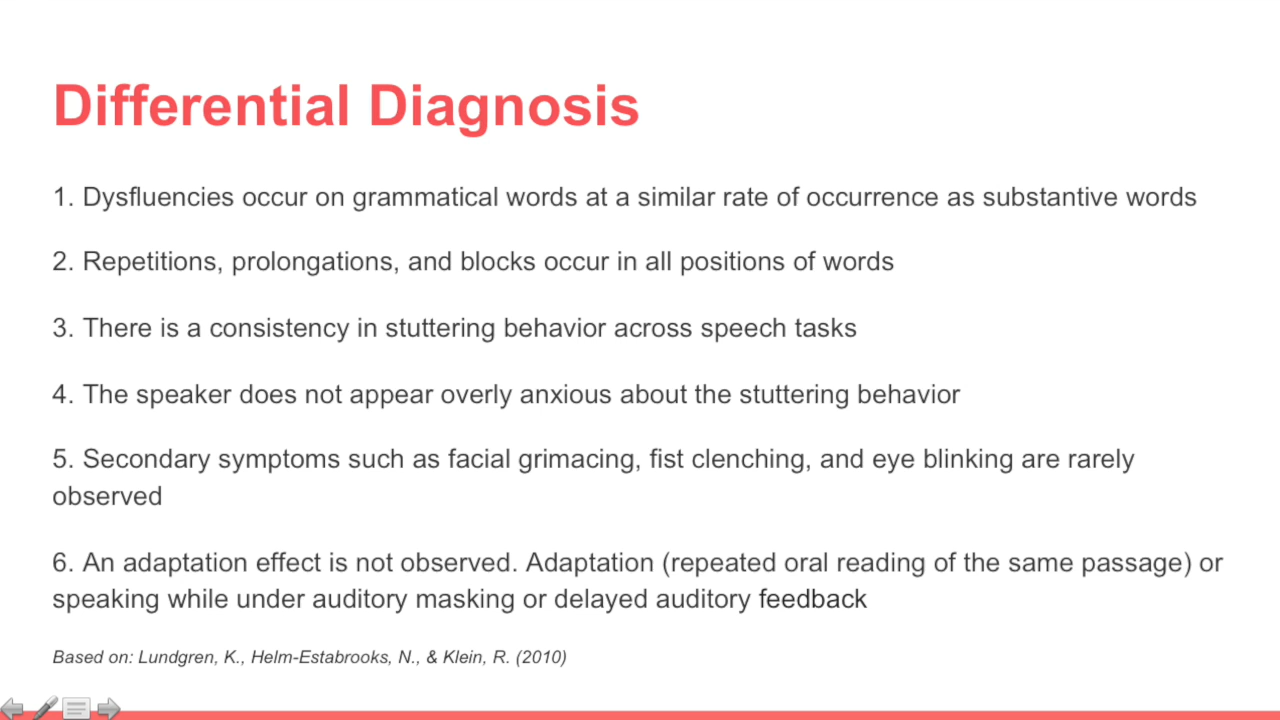 Differential Diagnosis
1. Dysfluencies occur on grammatical words at a similar rate of occurrence as substantive words
2. Repetitions, prolongations, and blocks occur in all positions of words
3. There is a consistency in stuttering behavior across speech tasks
4. The speaker does not appear overly anxious about the stuttering behavior
5. Secondary symptoms such as facial grimacing, fist clenching, and eye blinking are rarely
observed
6. An adaptation effect is not observed. Adaptation (repeated oral reading of the same passage) or
speaking while under auditory masking or delayed auditory feedback
Based on: Lundgren, K., Helm-Estabrooks, N., & Klein, R. (2010)